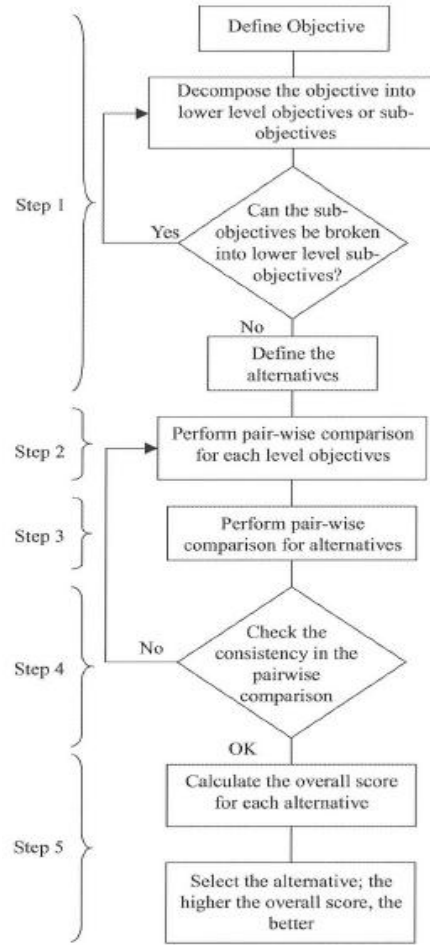 Define Objective
Decompose the objective into
lower level objectives or sub-
objectives
Step 1
Yes
Can the sub-
objectives be broken
into lower level sub-
objectives?
No
Define the
alternatives
Step 2
Perform pair-wise comparison
for each level objectives
Step 3
Perform pair-wise
comparison for alternatives
Step 4
No
Check the
consistency in the
pairwise
comparison
OK
Step 5
Calculate the overall score
for each alternative
Select the alternative; the
higher the overall score, the
better